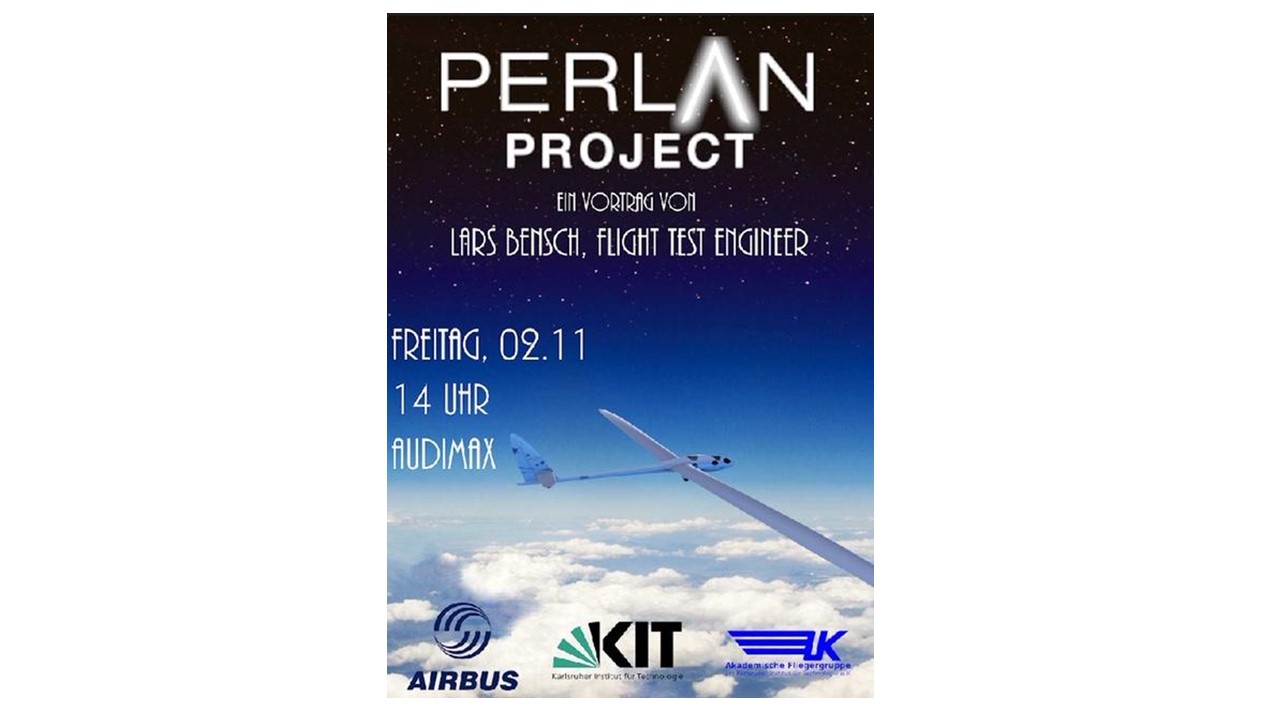 PERLAN
PROJECT
EIN VORTRAG VON
LARS BENSCH, FLIGHT TEST ENGINEER
FREITAG, 02.11
14 UHR
AUDIMAX
AIRBUS
KIT
Karlsruher Institut für Technologie
LK
Akademische Fliegergruppe